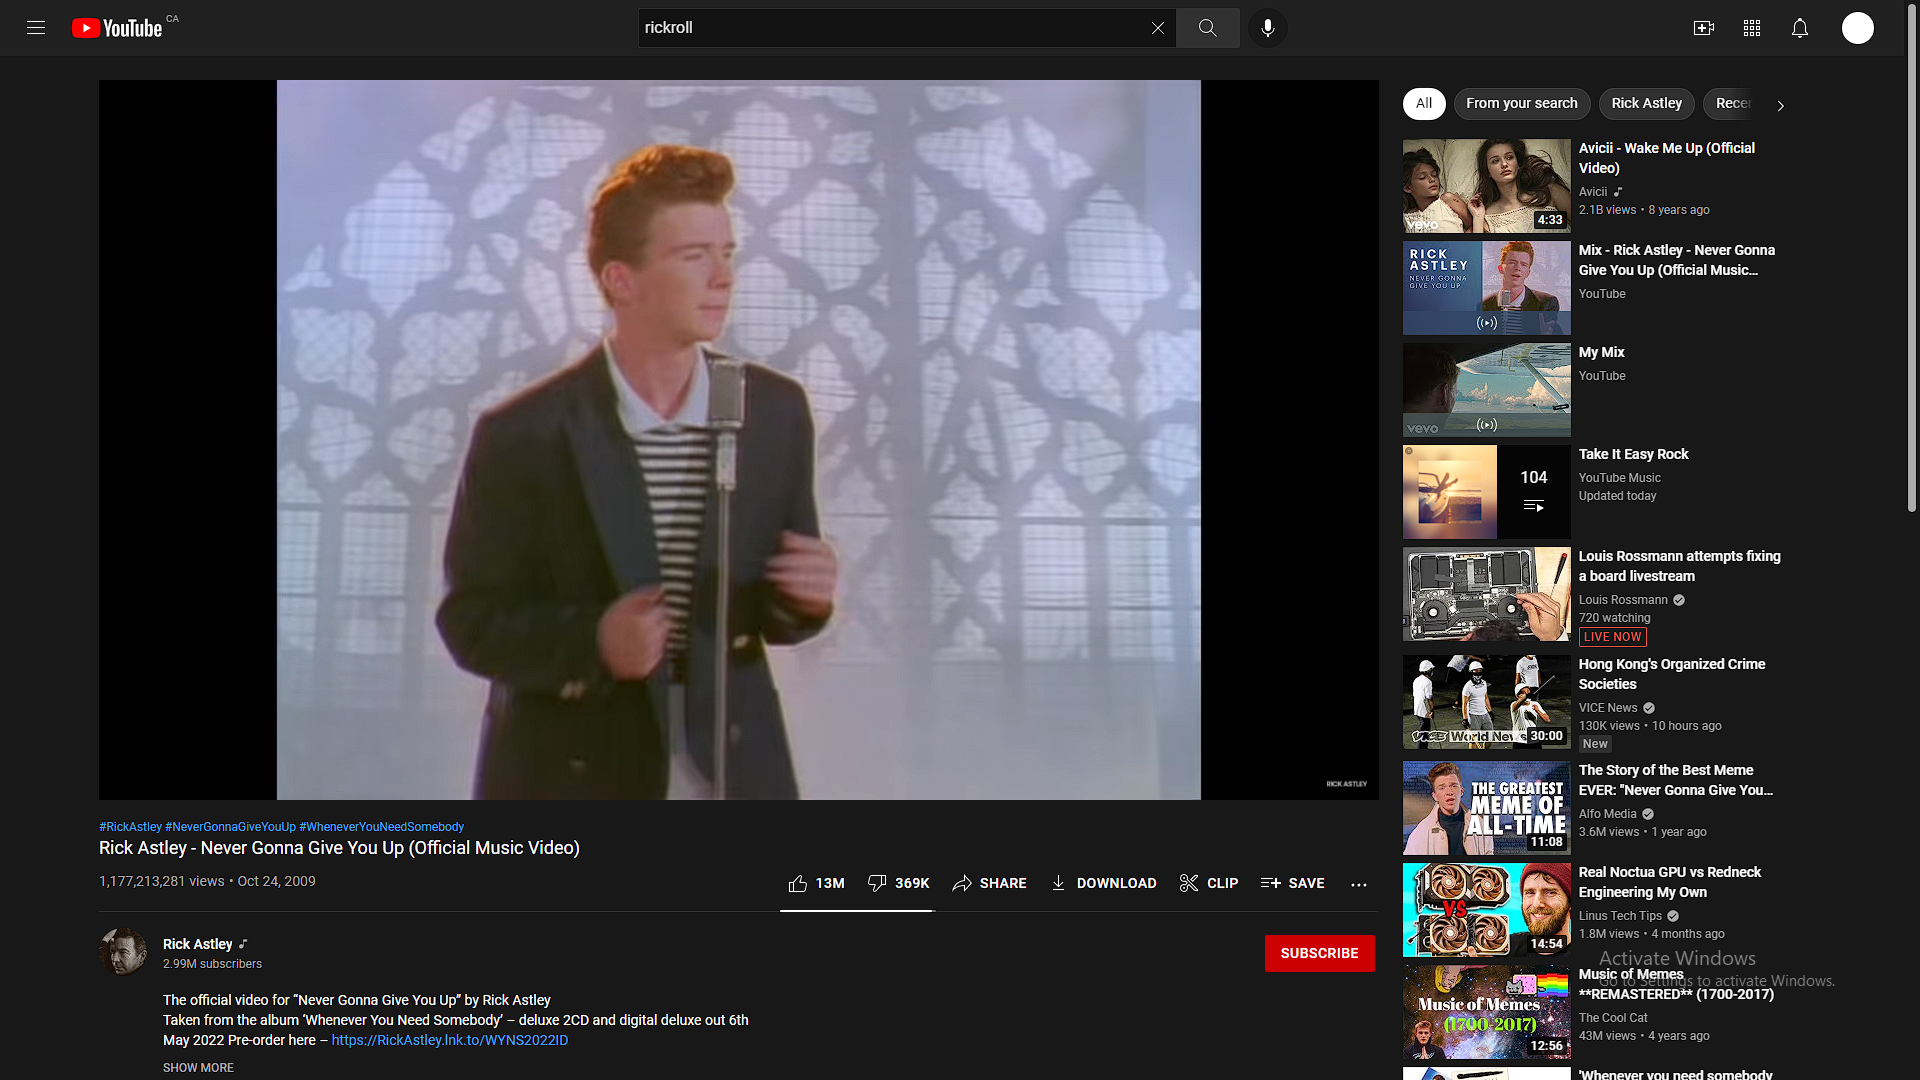 YouTube CA
rickroll
RICK ASTLEY
#RickAstley #NeverGonnaGiveYouUp #WheneverYouNeedSomebody
Rick Astley - Never Gonna Give You Up (Official Music Video)
1,177,213,281 views • Oct 24, 2009
13M 369K SHARE DOWNLOAD CLIP SAVE
Rick Astley
2.99M subscribers
SUBSCRIBE
The official video for “Never Gonna Give You Up” by Rick Astley
Taken from the album ‘Whenever You Need Somebody’ – deluxe 2CD and digital deluxe out 6th
May 2022 Pre-order here – https://RickAstley.lnk.to/WYNS2022ID
SHOW MORE
All From your search Rick Astley Recer
vevo
4:33
Avicii - Wake Me Up (Official
Video)
Avicii
2.1B views • 8 years ago
RICK
ASTLEY
NEVER GONNA
GIVE YOU UP
Mix - Rick Astley - Never Gonna
Give You Up (Official Music...
YouTube
vevo
My Mix
YouTube
104
Take It Easy Rock
YouTube Music
Updated today
Louis Rossmann attempts fixing
a board livestream
Louis Rossmann
720 watching
LIVE NOW
VICE World News
30:00
Hong Kong's Organized Crime
Societies
VICE News
130K views • 10 hours ago
New
THE GREATEST
MEME OF
ALL-TIME
11:08
The Story of the Best Meme
EVER: "Never Gonna Give You...
Alfo Media
3.6M views • 1 year ago
VS
14:54
Real Noctua GPU vs Redneck
Engineering My Own
Linus Tech Tips
1.8M views • 4 months ago
Activate Windows
Go to Settings to activate Windows.
Music of Memes
(1700-2017)
12:56
Music of Memes
**REMASTERED** (1700-2017)
The Cool Cat
43M views • 4 years ago
'Whenever you need somebody